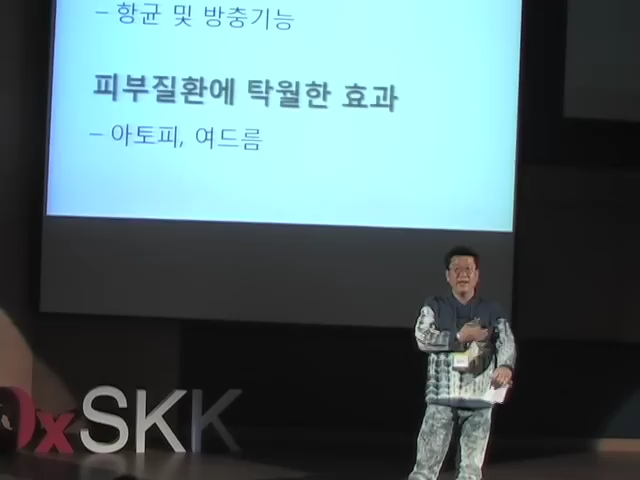 – 항균 및 방충기능
피부질환에 탁월한 효과
– 아토피, 여드름
xSKK